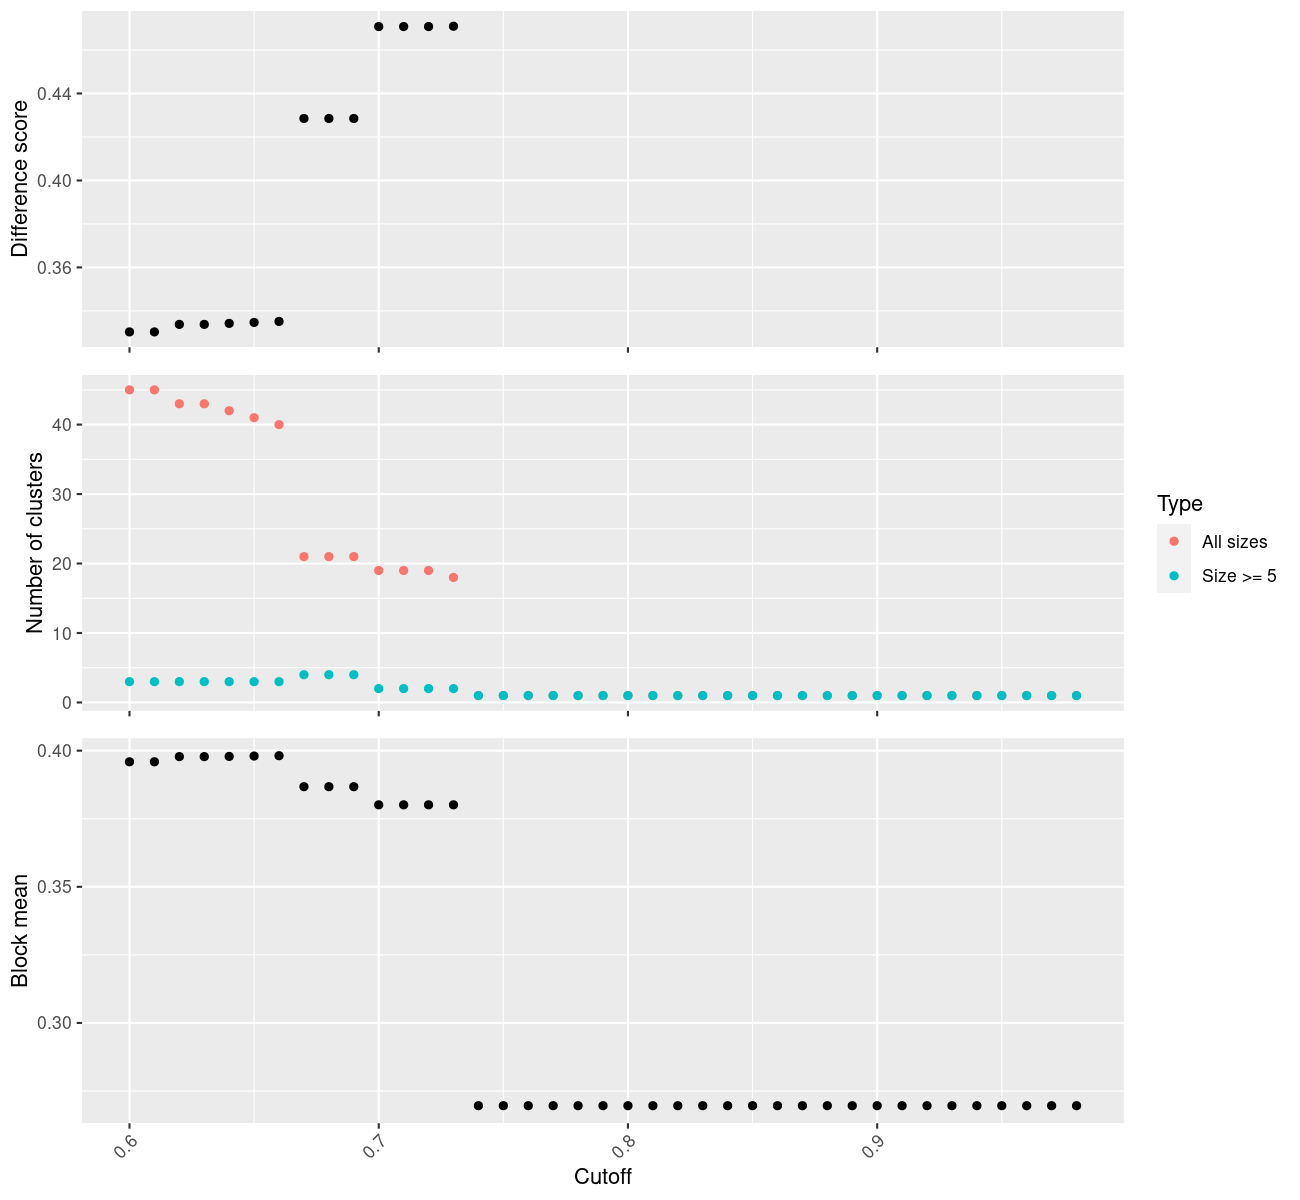 Difference score
0.44
0.40
0.36
Number of clusters
40
30
20
10
0
Type
All sizes
Size >= 5
Block mean
0.40
0.35
0.30
0.6
0.7
0.8
0.9
Cutoff